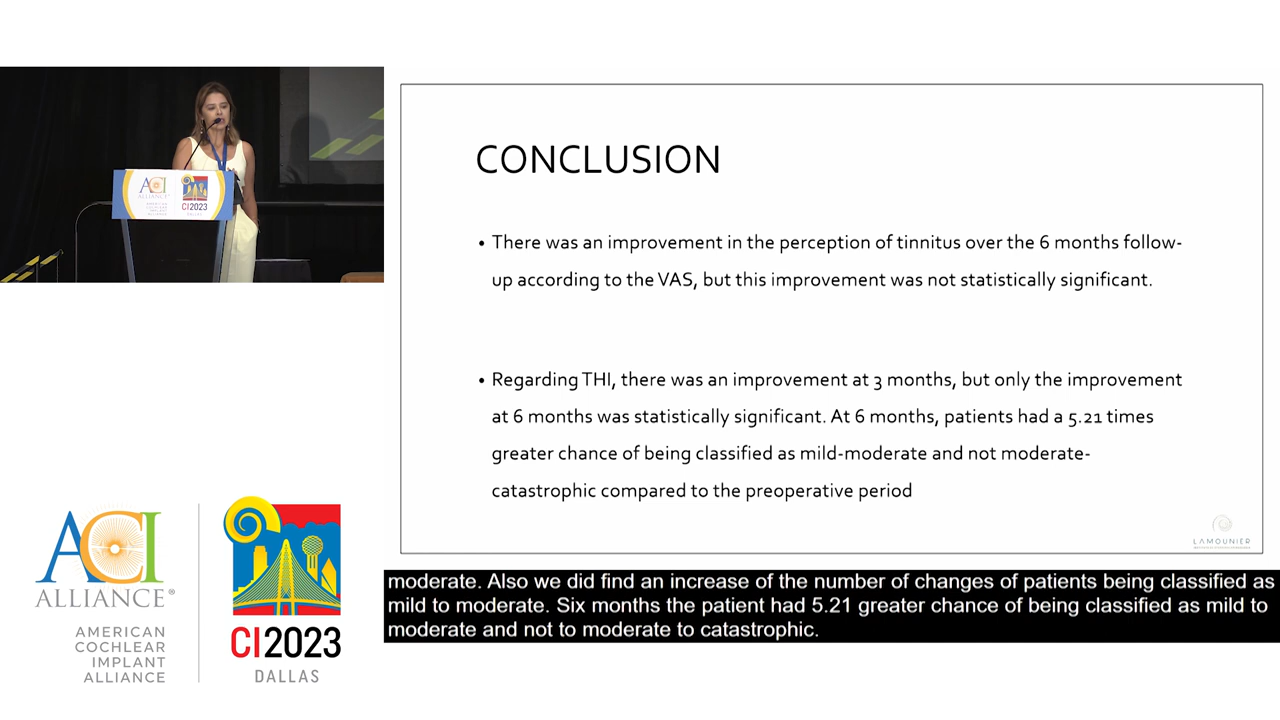 CONCLUSION
• There was an improvement in the perception of tinnitus over the 6 months follow-
up according to the VAS, but this improvement was not statistically significant.
• Regarding THI, there was an improvement at 3 months, but only the improvement
at 6 months was statistically significant. At 6 months, patients had a 5.21 times
greater chance of being classified as mild-moderate and not moderate-
catastrophic compared to the preoperative period
LAMOUNIER
ACI
ALLIANCE
CI2023
DALLAS
ACI
ALLIANCE®
AMERICAN
COCHLEAR
IMPLANT
ALLIANCE
CI2023
DALLAS
moderate. Also we did find an increase of the number of changes of patients being classified as
mild to moderate. Six months the patient had 5.21 greater chance of being classified as mild to
moderate and not to moderate to catastrophic.